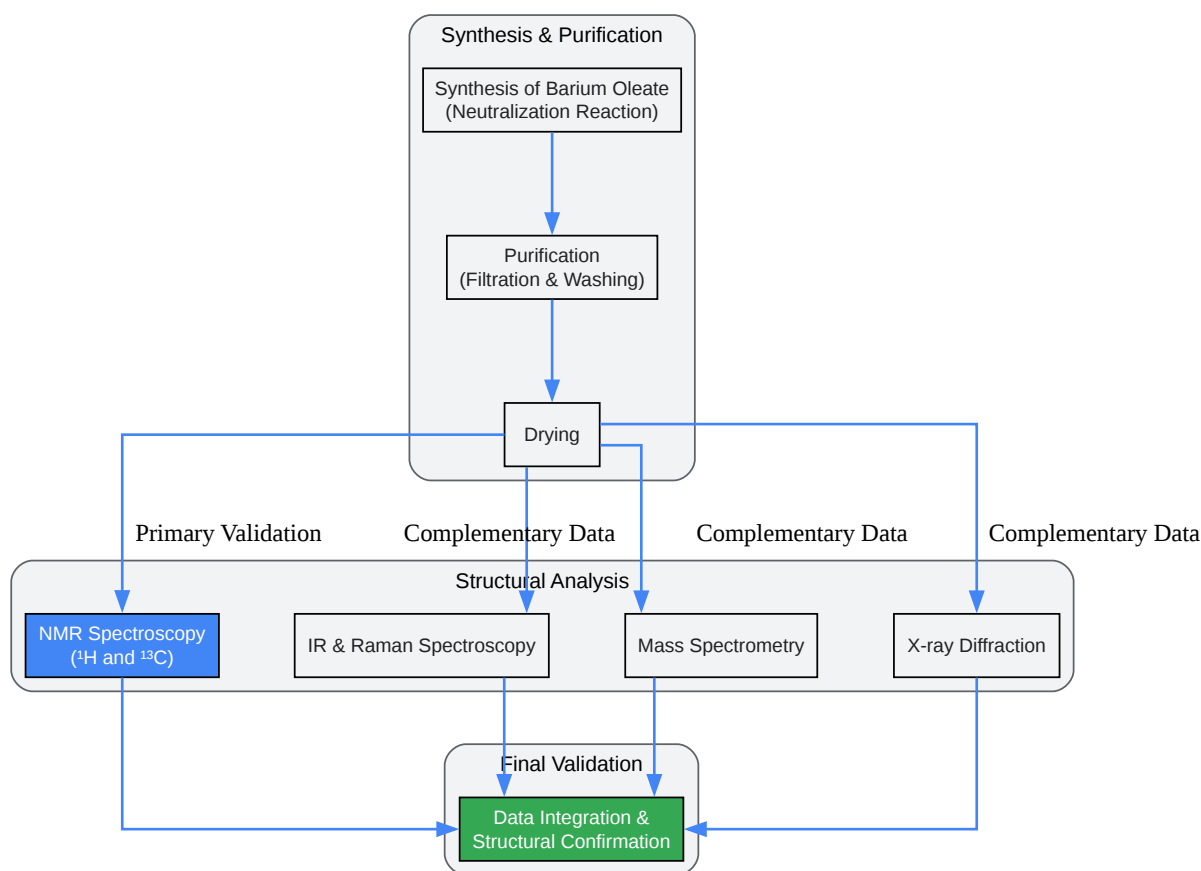 Synthesis & Purification
Synthesis of Barium Oleate
(Neutralization Reaction)
Purification
(Filtration & Washing)
Drying
Primary Validation
Complementary Data
Complementary Data
Complementary Data
Structural Analysis
NMR Spectroscopy
(¹H and ¹³C)
IR & Raman Spectroscopy
Mass Spectrometry
X-ray Diffraction
Final Validation
Data Integration &
Structural Confirmation